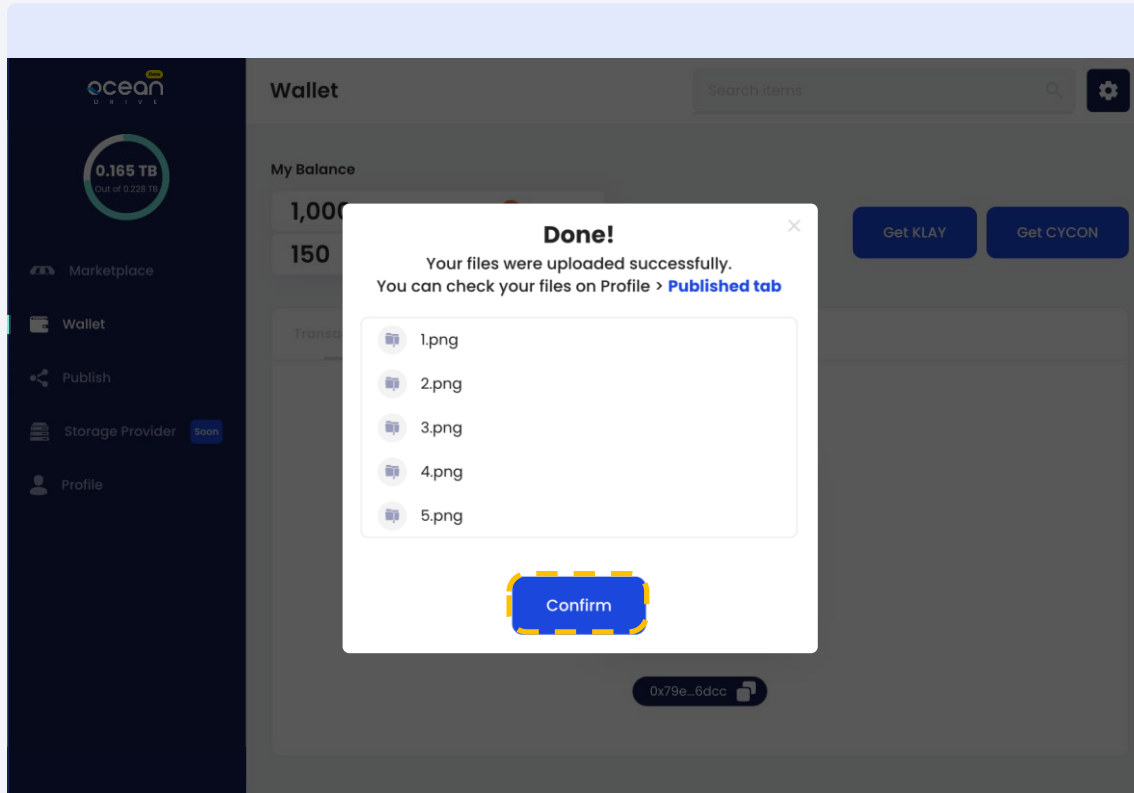 Beta
ocean
DRIVE
0.165 TB
Out of 0.228 TB
Marketplace
Wallet
Publish
Storage Provider Soon
Profile
Wallet
Search items
My Balance
150
Get KLAY
Get CYCON
Done!
Your files were uploaded successfully.
You can check your files on Profile > Published tab
1.png
2.png
3.png
4.png
5.png
Confirm
0x79e...6dcc